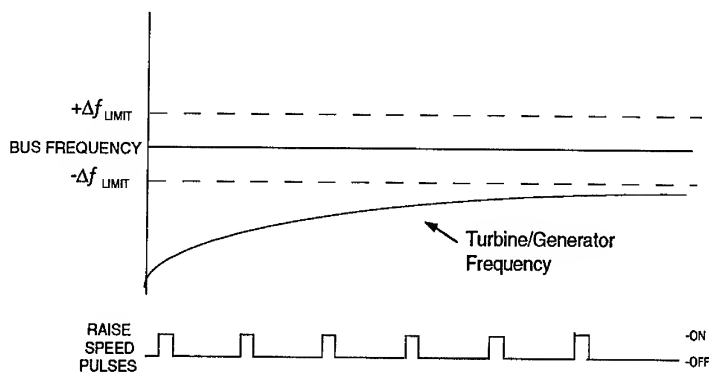 +Δf LIMIT
BUS FREQUENCY
-Δf LIMIT
Turbine/Generator
Frequency
RAISE
SPEED
PULSES
-ON
-OFF